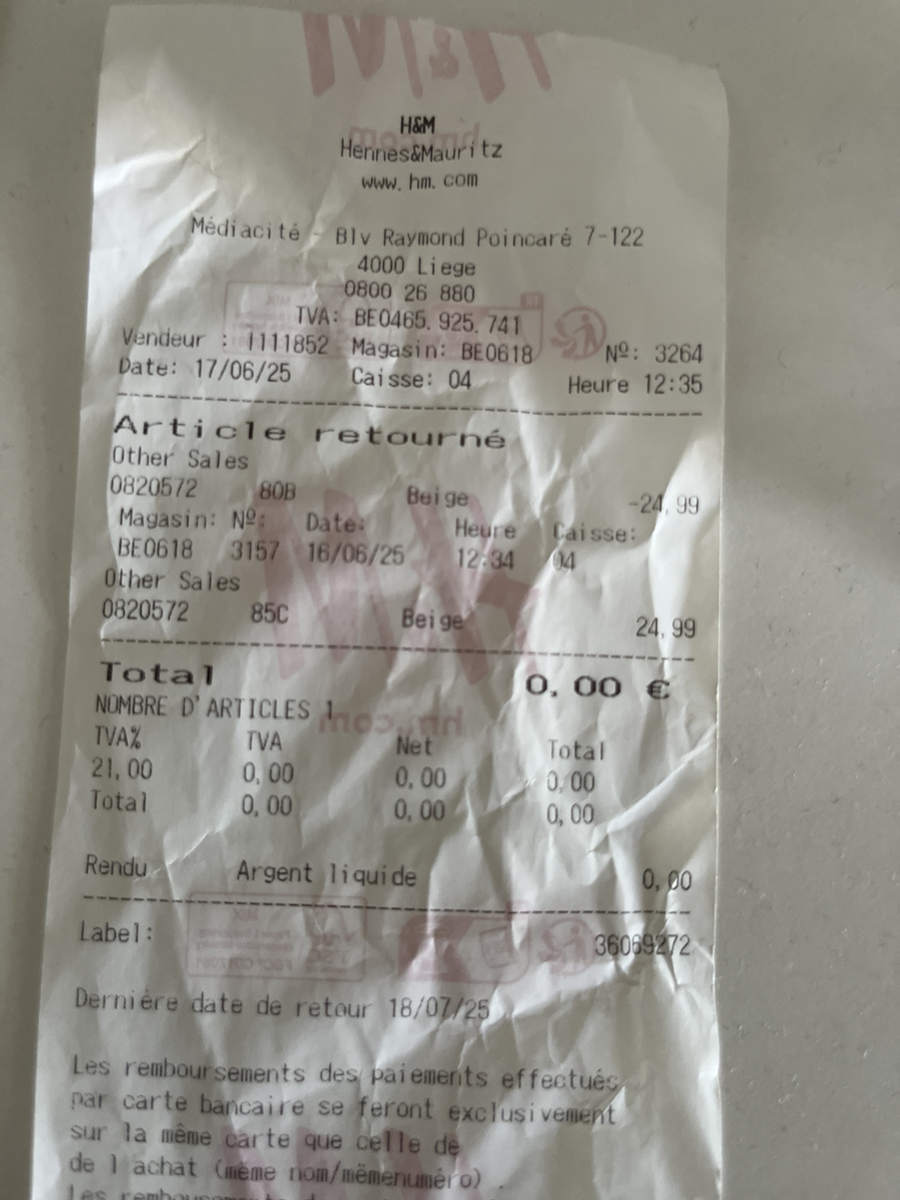 H&M
Hennes&Mauritz
www.hm.com
Médiacité - Blv Raymond Poincaré 7-122
4000 Liege
0800 26 880
TVA: BE0465.925.741
Vendeur : 1111852 Magasin: BE0618 Nº: 3264
Date: 17/06/25 Caisse: 04 Heure 12:35
Article retourné
Other Sales
0820572 80B Beige -24,99
Magasin: Nº: Date: Heure Caisse:
BE0618 3157 16/06/25 12:34 04
Other Sales
0820572 85C Beige 24,99
Total 0.00 €
NOMBRE D'ARTICLES 1
TVA% TVA Net Total
21,00 0,00 0,00 0,00
Total 0,00 0,00 0,00
Rendu Argent liquide 0,00
Label: 36069272
Dernière date de retour 18/07/25
Les remboursements des paiements effectués
par carte bancaire se feront exclusivement
sur la même carte que celle de
de l achat (même nom/mêmenuméro) .